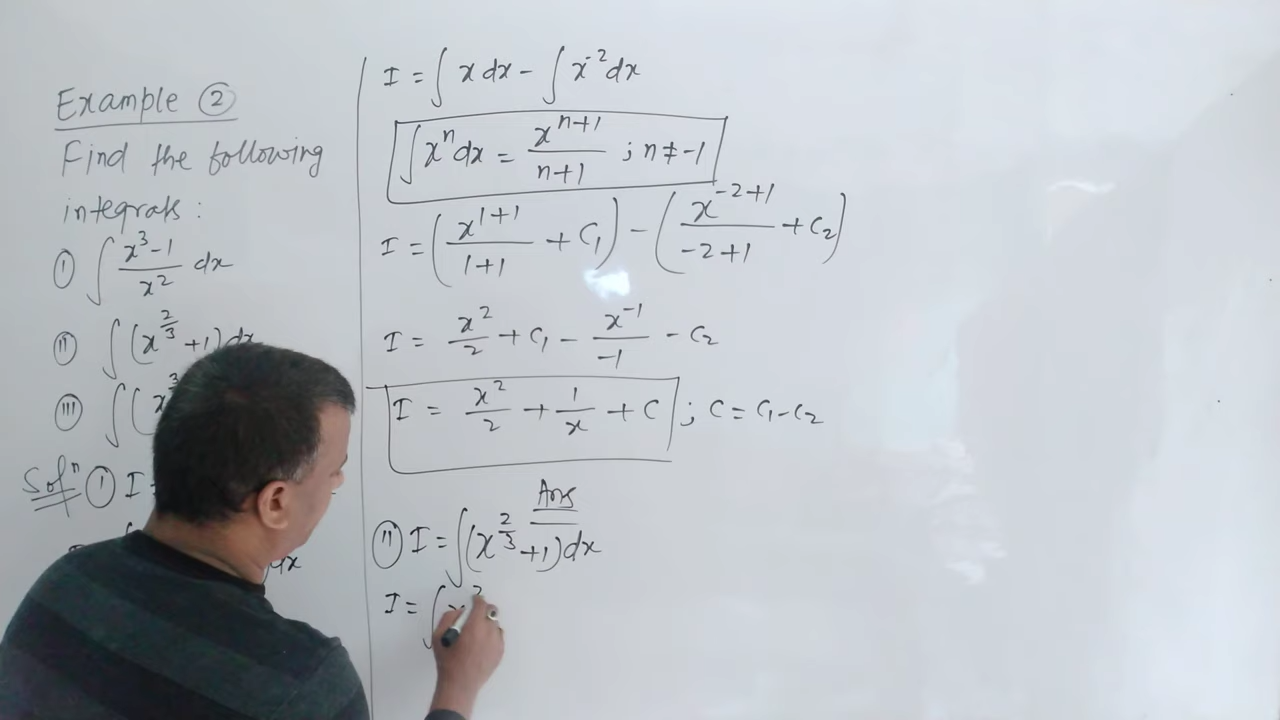 Example ②
Find the following
integrals:
(i) ∫ (x³-1)/x² dx
(ii) ∫(x^(2/3) +1)dx
(iii) ∫(x
Solⁿ (i) I =
dx
I = ∫ x dx - ∫ x⁻² dx
∫xⁿdx = x^(n+1)/(n+1) ; n≠-1
I = (x^(1+1)/(1+1) + C₁) - (x^(-2+1)/(-2+1) + C₂)
I = x²/2 + C₁ - x⁻¹/-1 - C₂
I = x²/2 + 1/x + C ; C = C₁-C₂
Ans
(ii) I = ∫(x^(2/3) +1)dx
I = ∫x